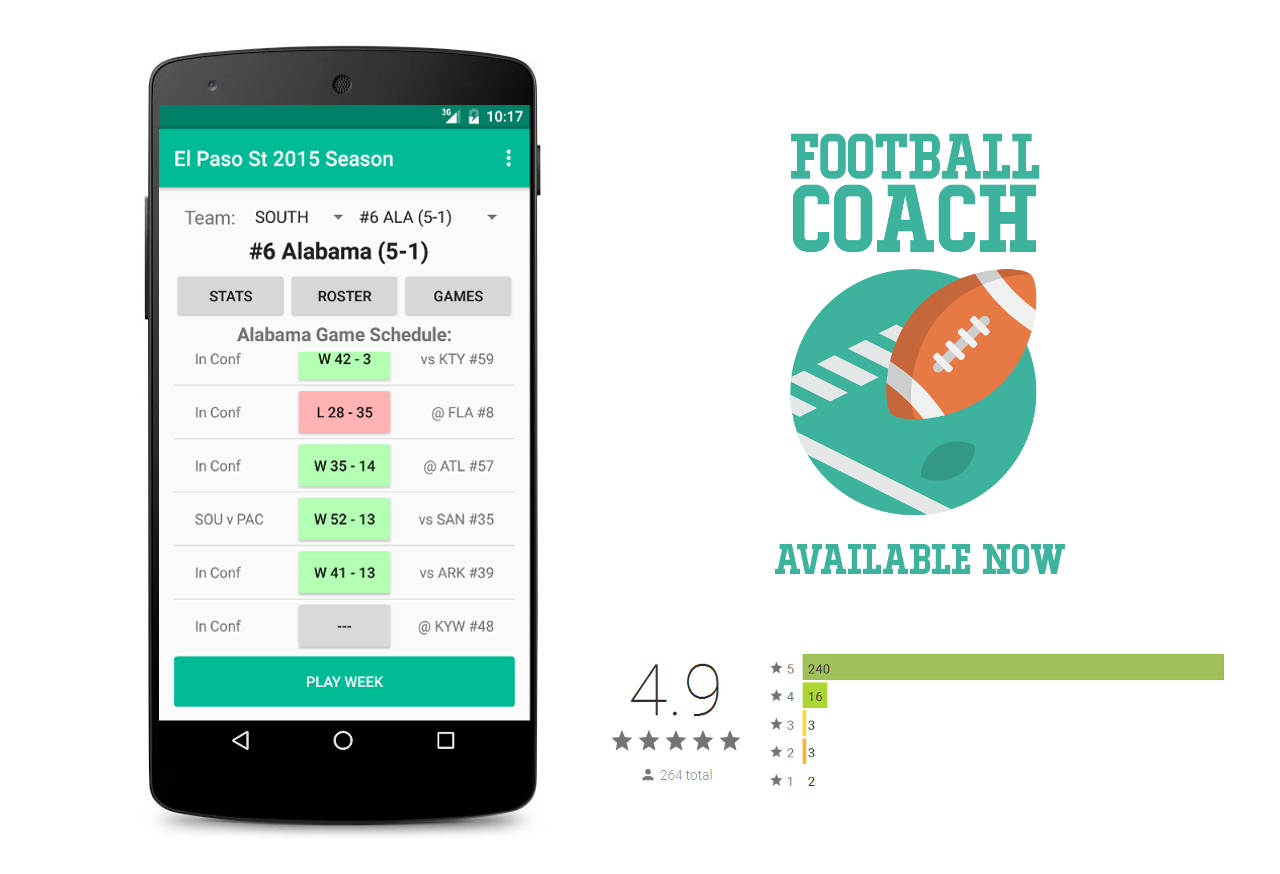 3G 10:17
El Paso St 2015 Season
Team: SOUTH #6 ALA (5-1)
#6 Alabama (5-1)
STATS ROSTER GAMES
Alabama Game Schedule:
In Conf W 42 - 3 vs KTY #59
In Conf L 28 - 35 @ FLA #8
In Conf W 35 - 14 @ ATL #57
SOU v PAC W 52 - 13 vs SAN #35
In Conf W 41 - 13 vs ARK #39
In Conf --- @ KYW #48
PLAY WEEK
FOOTBALL
COACH
AVAILABLE NOW
4.9
264 total
5 240
4 16
3 3
2 3
1 2